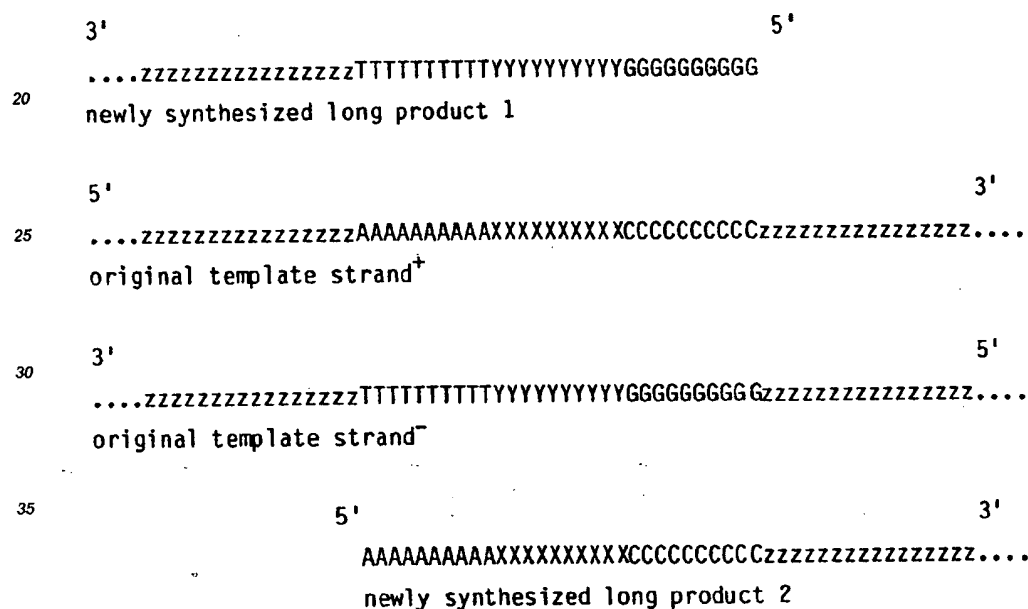 3' 5'
....zzzzzzzzzzzzzzzzTTTTTTTTTTYYYYYYYYYYGGGGGGGGGG
20
newly synthesized long product 1
5' 3'
25 ....zzzzzzzzzzzzzzzzAAAAAAAAAAXXXXXXXXXXCCCCCCCCCCzzzzzzzzzzzzzzzz....
original template strand+
3' 5'
30
....zzzzzzzzzzzzzzzzTTTTTTTTTTYYYYYYYYYYGGGGGGGGGGzzzzzzzzzzzzzzzz....
original template strand-
35 5' 3'
AAAAAAAAAAXXXXXXXXXXCCCCCCCCCCzzzzzzzzzzzzzzzz....
newly synthesized long product 2